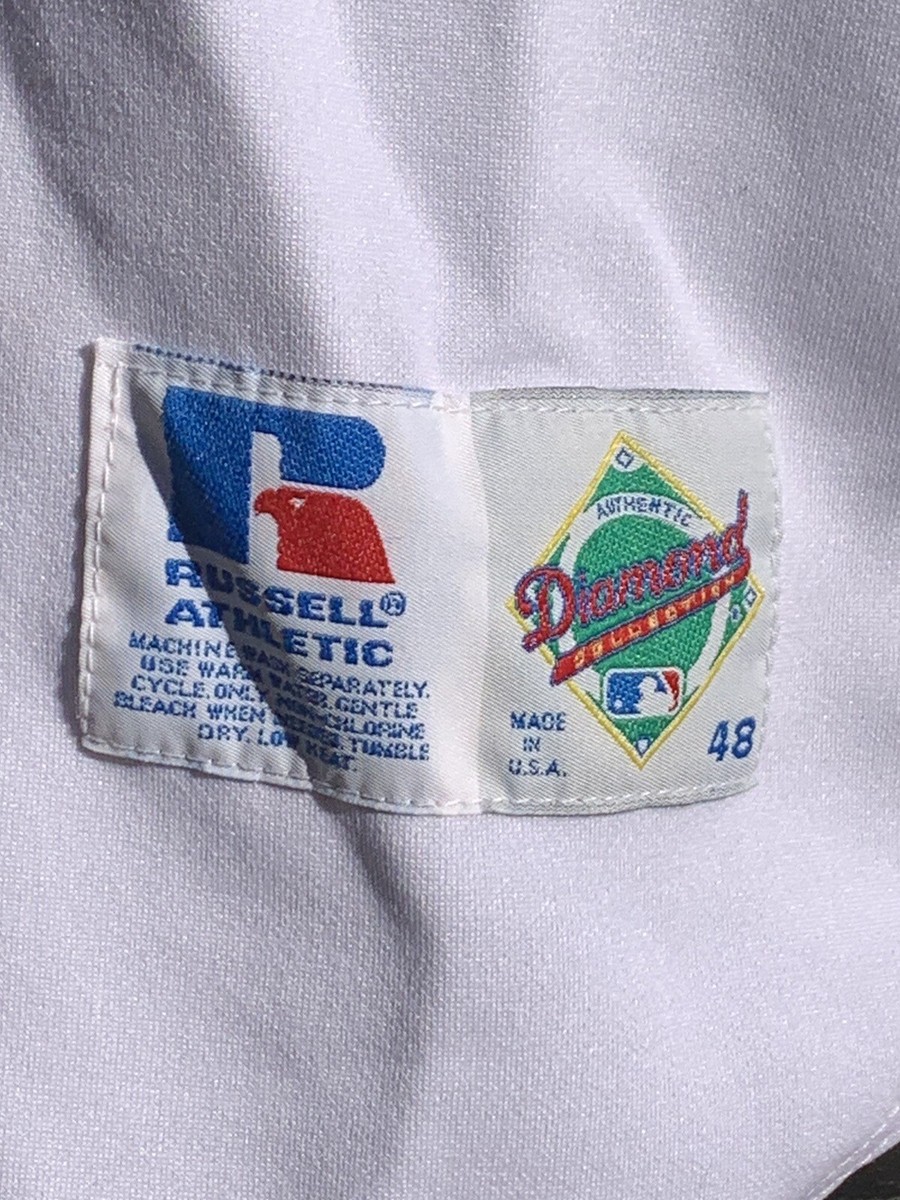 RUSSELL®
ATHLETIC
MACHINE WASH SEPARATELY.
USE WARM WATER. GENTLE
CYCLE. ONLY NON-CHLORINE
BLEACH WHEN NEEDED. TUMBLE
DRY. LOW HEAT.
AUTHENTIC
Diamond
COLLECTION
MADE
IN
U.S.A.
48